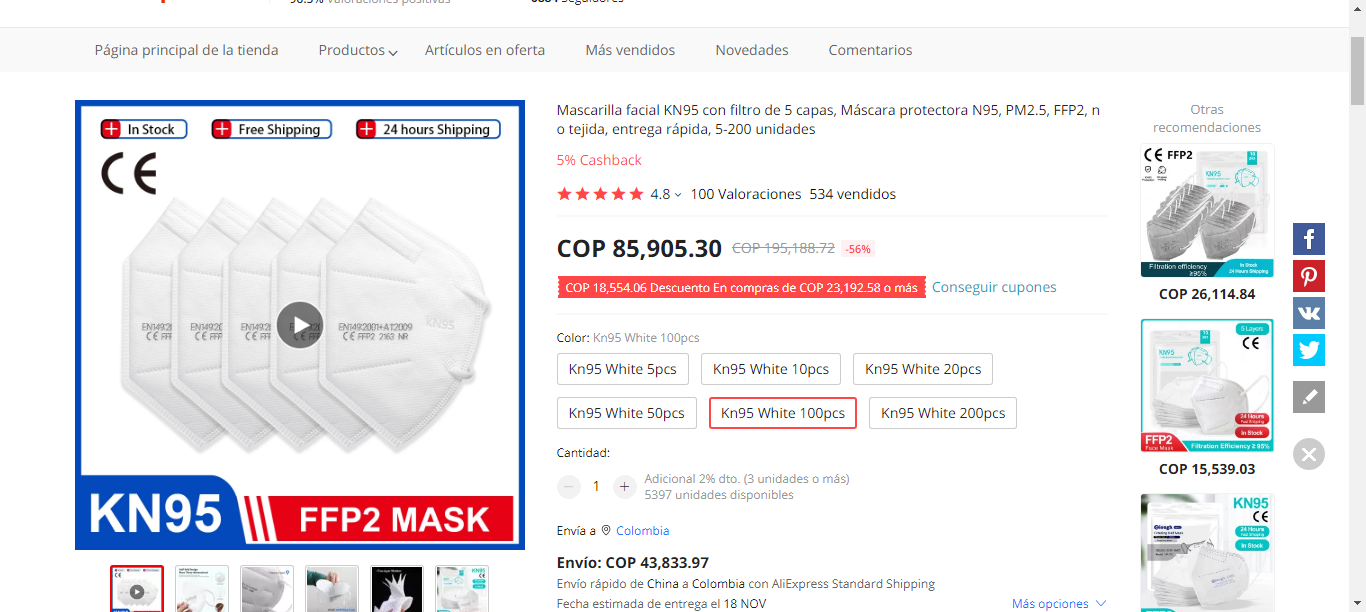 Página principal de la tienda
Productos
Artículos en oferta
Más vendidos
Novedades
Comentarios
In Stock
Free Shipping
24 hours Shipping
CE
KN95
EN149:2001+A1:2009
CE FFP2 2163 NR
KN95
FFP2 MASK
Mascarilla facial KN95 con filtro de 5 capas, Máscara protectora N95, PM2.5, FFP2, n
o tejida, entrega rápida, 5-200 unidades
5% Cashback
4.8
100 Valoraciones 534 vendidos
COP 85,905.30 COP 195,188.72 -56%
COP 18,554.06 Descuento En compras de COP 23,192.58 o más Conseguir cupones
Color: Kn95 White 100pcs
Kn95 White 5pcs
Kn95 White 10pcs
Kn95 White 20pcs
Kn95 White 50pcs
Kn95 White 100pcs
Kn95 White 200pcs
Cantidad:
1
Adicional 2% dto. (3 unidades o más)
5397 unidades disponibles
Envía a Colombia
Envío: COP 43,833.97
Envío rápido de China a Colombia con AliExpress Standard Shipping
Fecha estimada de entrega el 18 NOV
Más opciones
Otras
recomendaciones
CE FFP2
KN95
Filtration efficiency
≥95%
In Stock
24 Hours Shipping
COP 26,114.84
5 Layers
CE
KN95
24 Hours
In Stock
FFP2
Face Mask
Filtration Efficiency ≥ 95%
COP 15,539.03
KN95
CE
24 Hours
In Stock